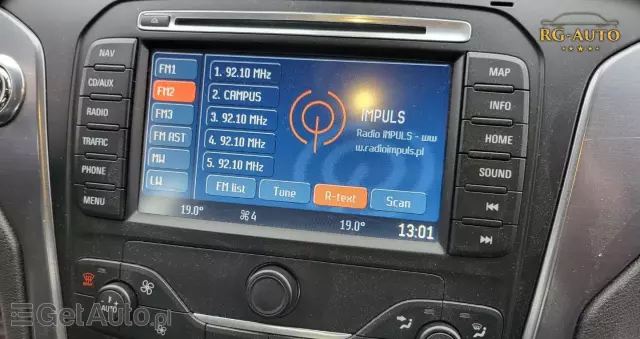 RG-AUTO
NAV
CD/AUX
RADIO
TRAFFIC
PHONE
MENU
FM1
FM2
FM3
FM AST
MW
LW
1. 92.10 MHz
2. CAMPUS
3. 92.10 MHz
4. 92.10 MHz
5. 92.10 MHz
IMPULS
Radio IMPULS - ww
w.radioimpuls.pl
FM list
Tune
R-text
Scan
19.0°
4
19.0°
13:01
MAP
INFO
HOME
SOUND
AUTO
GetAuto.pl